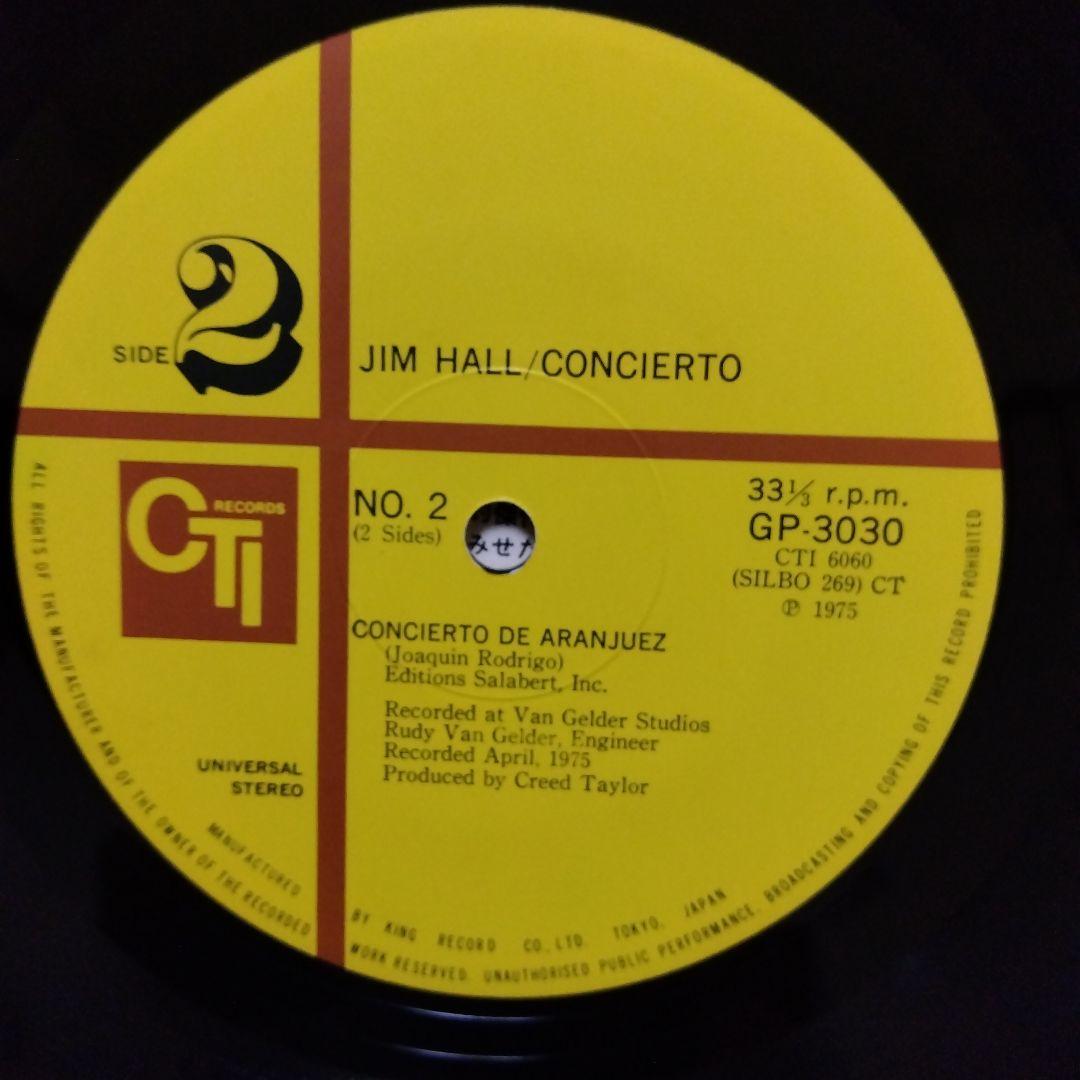 SIDE 2
JIM HALL/CONCIERTO
CTI RECORDS
NO. 2
(2 Sides)
みせた
33⅓ r.p.m.
GP-3030
CTI 6060
(SILBO 269) CT
℗ 1975
CONCIERTO DE ARANJUEZ
(Joaquin Rodrigo)
Editions Salabert, Inc.
Recorded at Van Gelder Studios
Rudy Van Gelder, Engineer
Recorded April, 1975
Produced by Creed Taylor
UNIVERSAL
STEREO
MANUFACTURED BY KING RECORD CO., LTD. TOKYO, JAPAN
ALL RIGHTS OF THE MANUFACTURER AND OF THE OWNER OF THE RECORDED WORK RESERVED. UNAUTHORISED PUBLIC PERFORMANCE, BROADCASTING AND COPYING OF THIS RECORD PROHIBITED